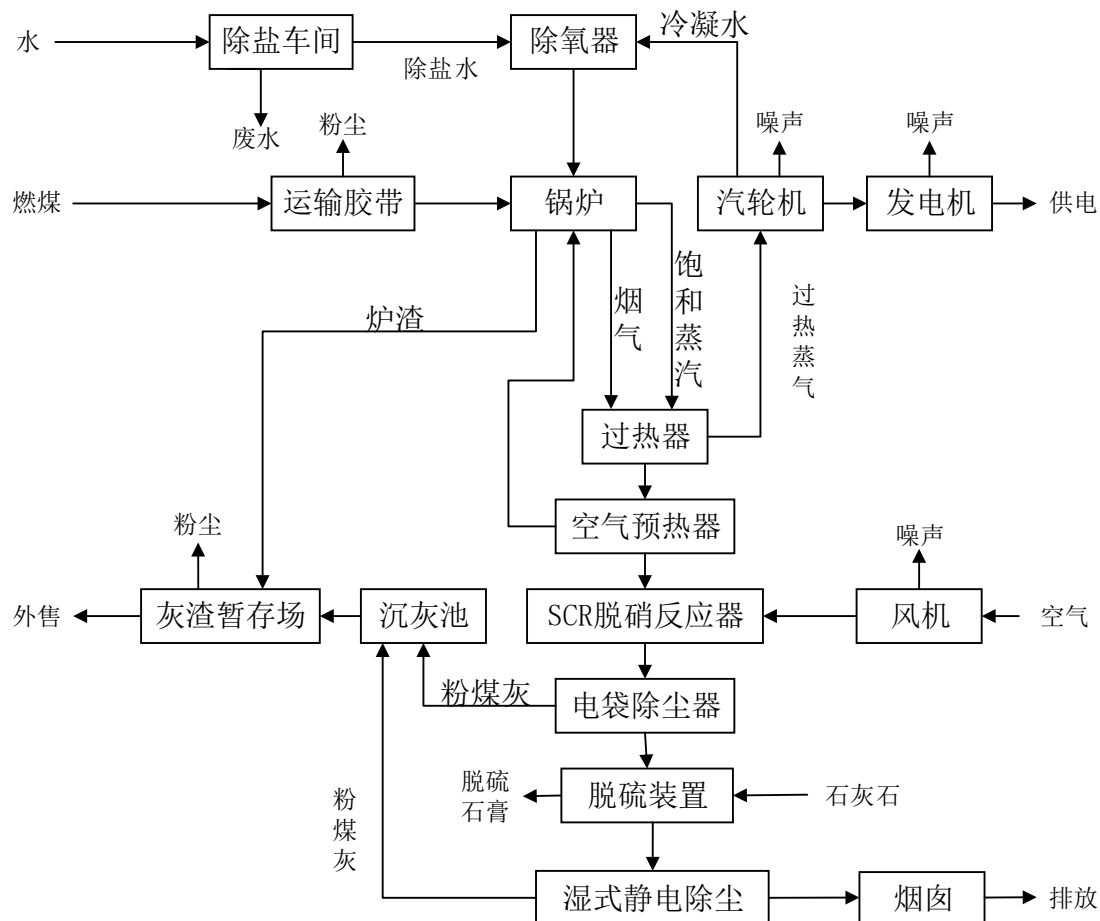 水
除盐车间
除盐水
除氧器
冷凝水
废水
粉尘
噪声
噪声
燃煤
运输胶带
锅炉
汽轮机
发电机
供电
炉渣
烟气
饱和蒸汽
过热蒸气
过热器
空气预热器
粉尘
噪声
外售
灰渣暂存场
沉灰池
SCR脱硝反应器
风机
空气
粉煤灰
电袋除尘器
粉煤灰
脱硫
石膏
脱硫装置
石灰石
湿式静电除尘
烟囱
排放